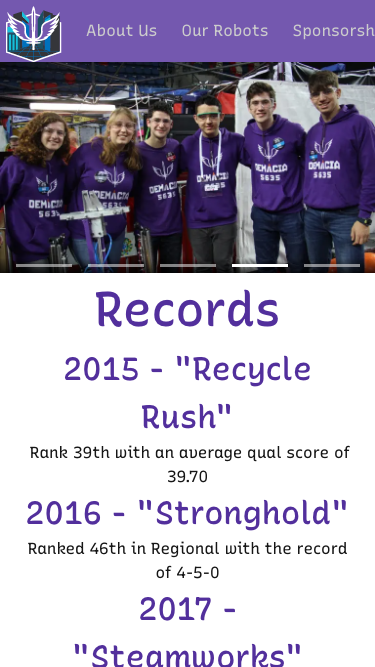 About Us Our Robots Sponsorsh
DEMACIA
5635
DEMACIA
5635
DEMACIA
5635
DEMACIA
5635
DEMACIA
5635
Records
2015 - "Recycle
Rush"
Rank 39th with an average qual score of
39.70
2016 - "Stronghold"
Ranked 46th in Regional with the record
of 4-5-0
2017 -
"Steamworks"